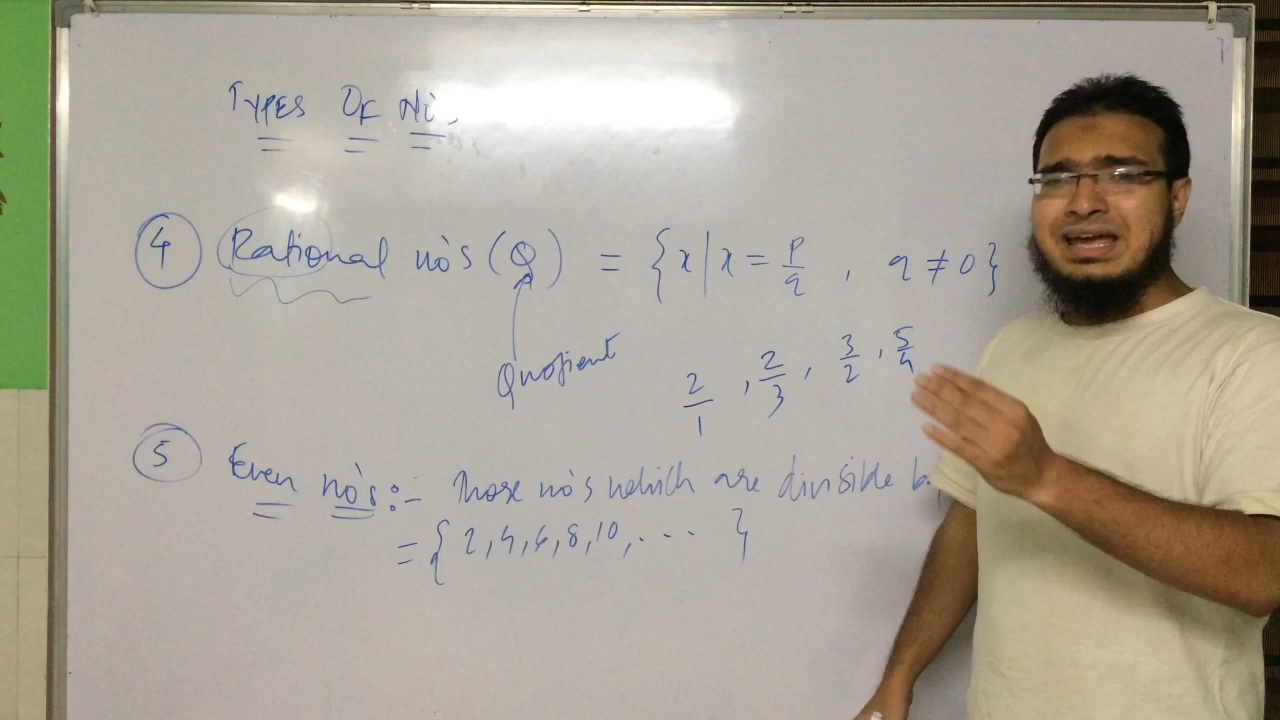 TYPES OF No.
④ Rational no's (Q) = {x | x = p/q , q ≠ 0}
Quotient
2/1 , 2/3 , 3/2 , 5/4
⑤ Even no's :- Those no's which are divisible by
= {2, 4, 6, 8, 10, ... }